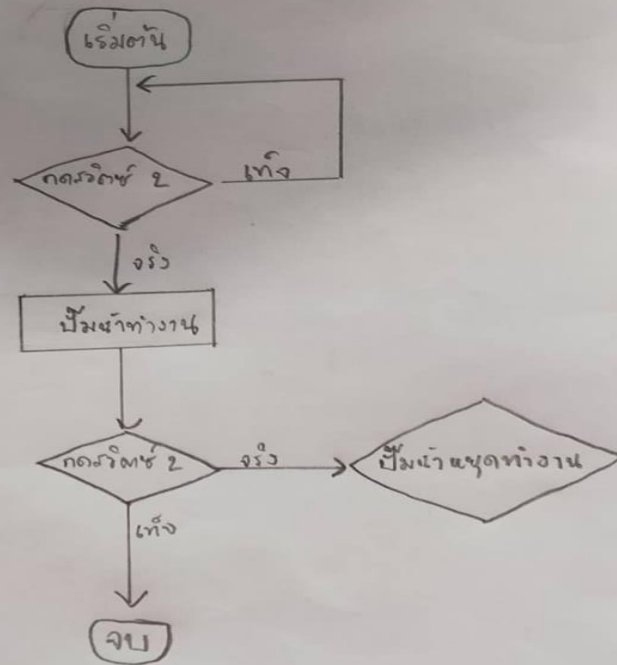 เริ่มต้น
กดสวิตซ์ 2
เท็จ
จริง
ปั๊มน้ำทำงาน
กดสวิตซ์ 2
จริง
ปั๊มน้ำหยุดทำงาน
เท็จ
จบ